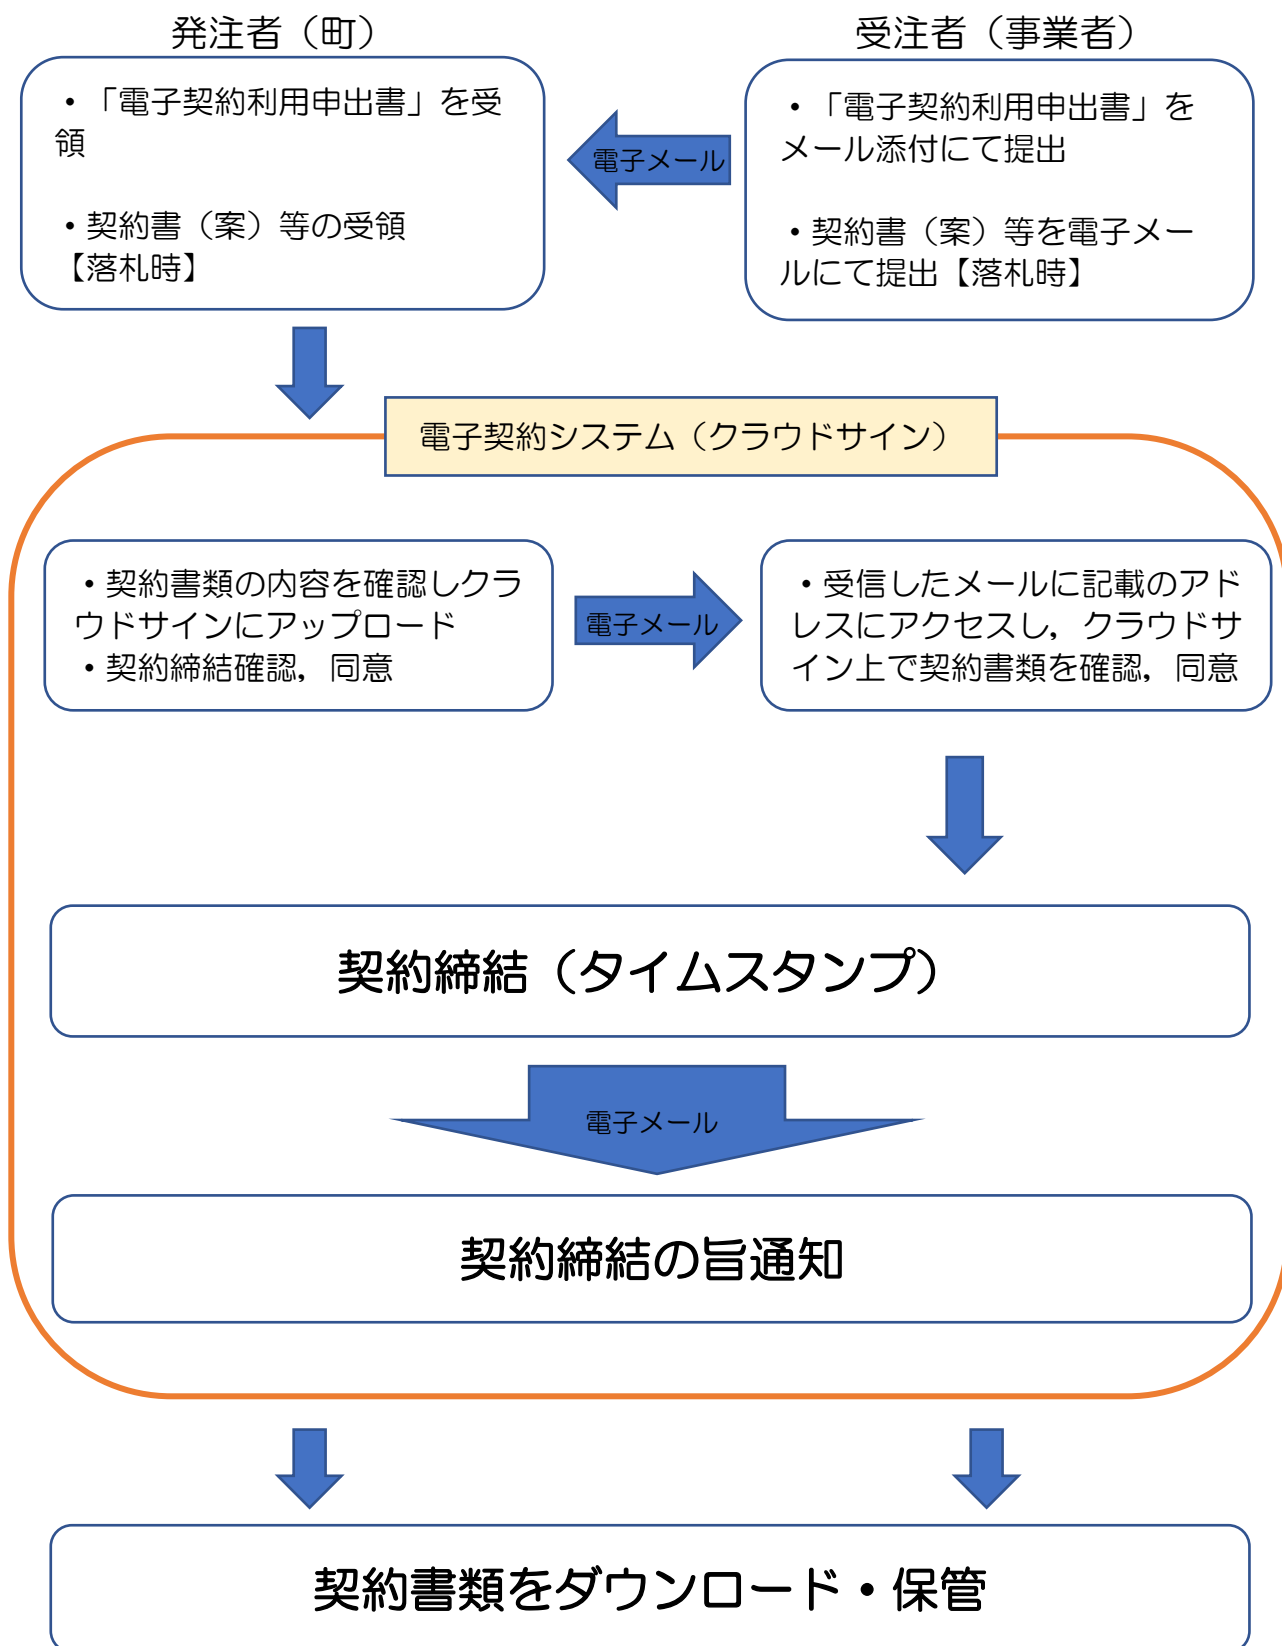 発注者（町）
受注者（事業者）
・「電子契約利用申出書」を受
領
・契約書（案）等の受領
【落札時】
電子メール
・「電子契約利用申出書」を
メール添付にて提出
・契約書（案）等を電子メー
ルにて提出【落札時】
電子契約システム（クラウドサイン）
・契約書類の内容を確認しクラ
ウドサインにアップロード
・契約締結確認，同意
電子メール
・受信したメールに記載のアド
レスにアクセスし，クラウドサ
イン上で契約書類を確認，同意
契約締結（タイムスタンプ）
電子メール
契約締結の旨通知
契約書類をダウンロード・保管